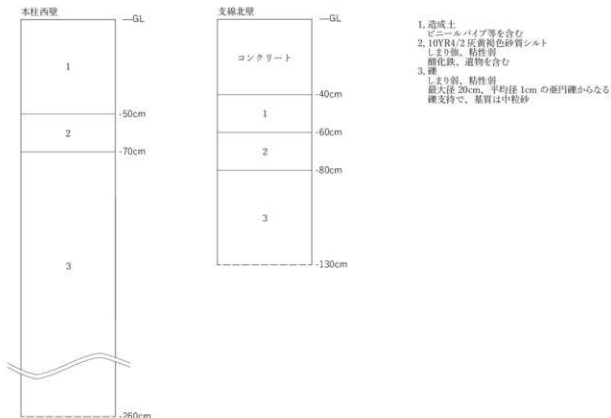 本柱西壁
GL
1
-50cm
2
-70cm
3
-260cm
支線北壁
GL
コンクリート
-40cm
1
-60cm
2
-80cm
3
-130cm
1, 造成土
ビニールパイプ等を含む
2, 10YR4/2 灰黄褐色砂質シルト
しまり強、粘性弱
酸化鉄、遺物を含む
3, 礫
しまり弱、粘性弱
最大径 20cm、平均径 1cm の亜円礫からなる
礫支持で、基質は中粒砂